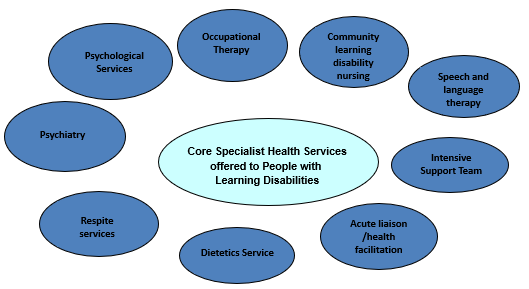 Psychological
Services
Occupational
Therapy
Community
learning
disability
nursing
Speech and
language
therapy
Psychiatry
Core Specialist Health Services
offered to People with
Learning Disabilities
Intensive
Support Team
Respite
services
Dietetics Service
Acute liaison
/health
facilitation